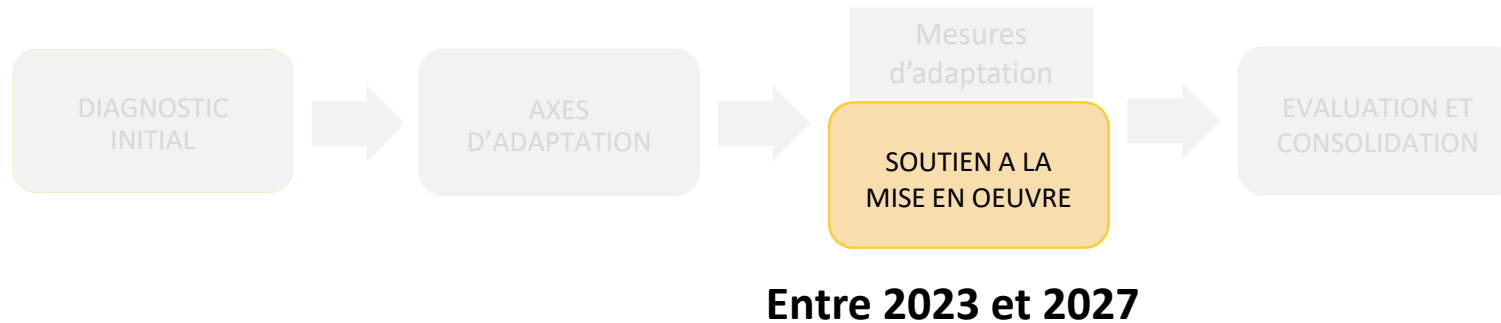 DIAGNOSTIC
INITIAL
AXES
D’ADAPTATION
Mesures
d’adaptation
SOUTIEN A LA
MISE EN OEUVRE
EVALUATION ET
CONSOLIDATION
Entre 2023 et 2027